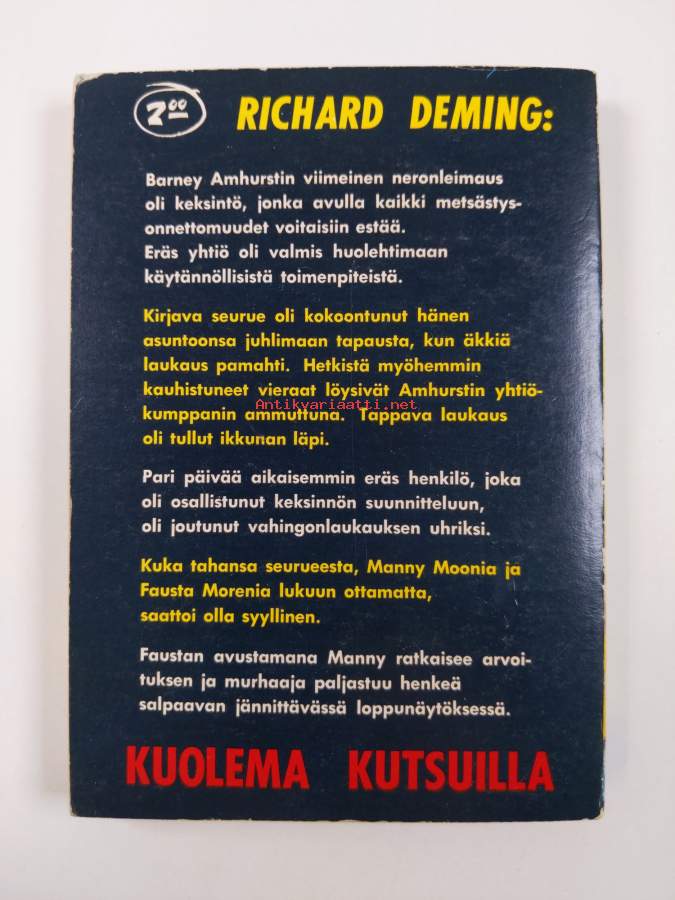 2 00
RICHARD DEMING:
Barney Amhurstin viimeinen neronleimaus
oli keksintö, jonka avulla kaikki metsästys-
onnettomuudet voitaisiin estää.
Eräs yhtiö oli valmis huolehtimaan
käytännöllisistä toimenpiteistä.
Kirjava seurue oli kokoontunut hänen
asuntoonsa juhlimaan tapausta, kun äkkiä
laukaus pamahti. Hetkistä myöhemmin
kauhistuneet vieraat löysivät Amhurstin yhtiö-
Antikvariaatti.net
kumppanin ammuttuna. Tappava laukaus
oli tullut ikkunan läpi.
Pari päivää aikaisemmin eräs henkilö, joka
oli osallistunut keksinnön suunnitteluun,
oli joutunut vahingonlaukauksen uhriksi.
Kuka tahansa seurueesta, Manny Moonia ja
Fausta Morenia lukuun ottamatta,
saattoi olla syyllinen.
Faustan avustamana Manny ratkaisee arvoi-
tuksen ja murhaaja paljastuu henkeä
salpaavan jännittävässä loppunäytöksessä.
KUOLEMA KUTSUILLA